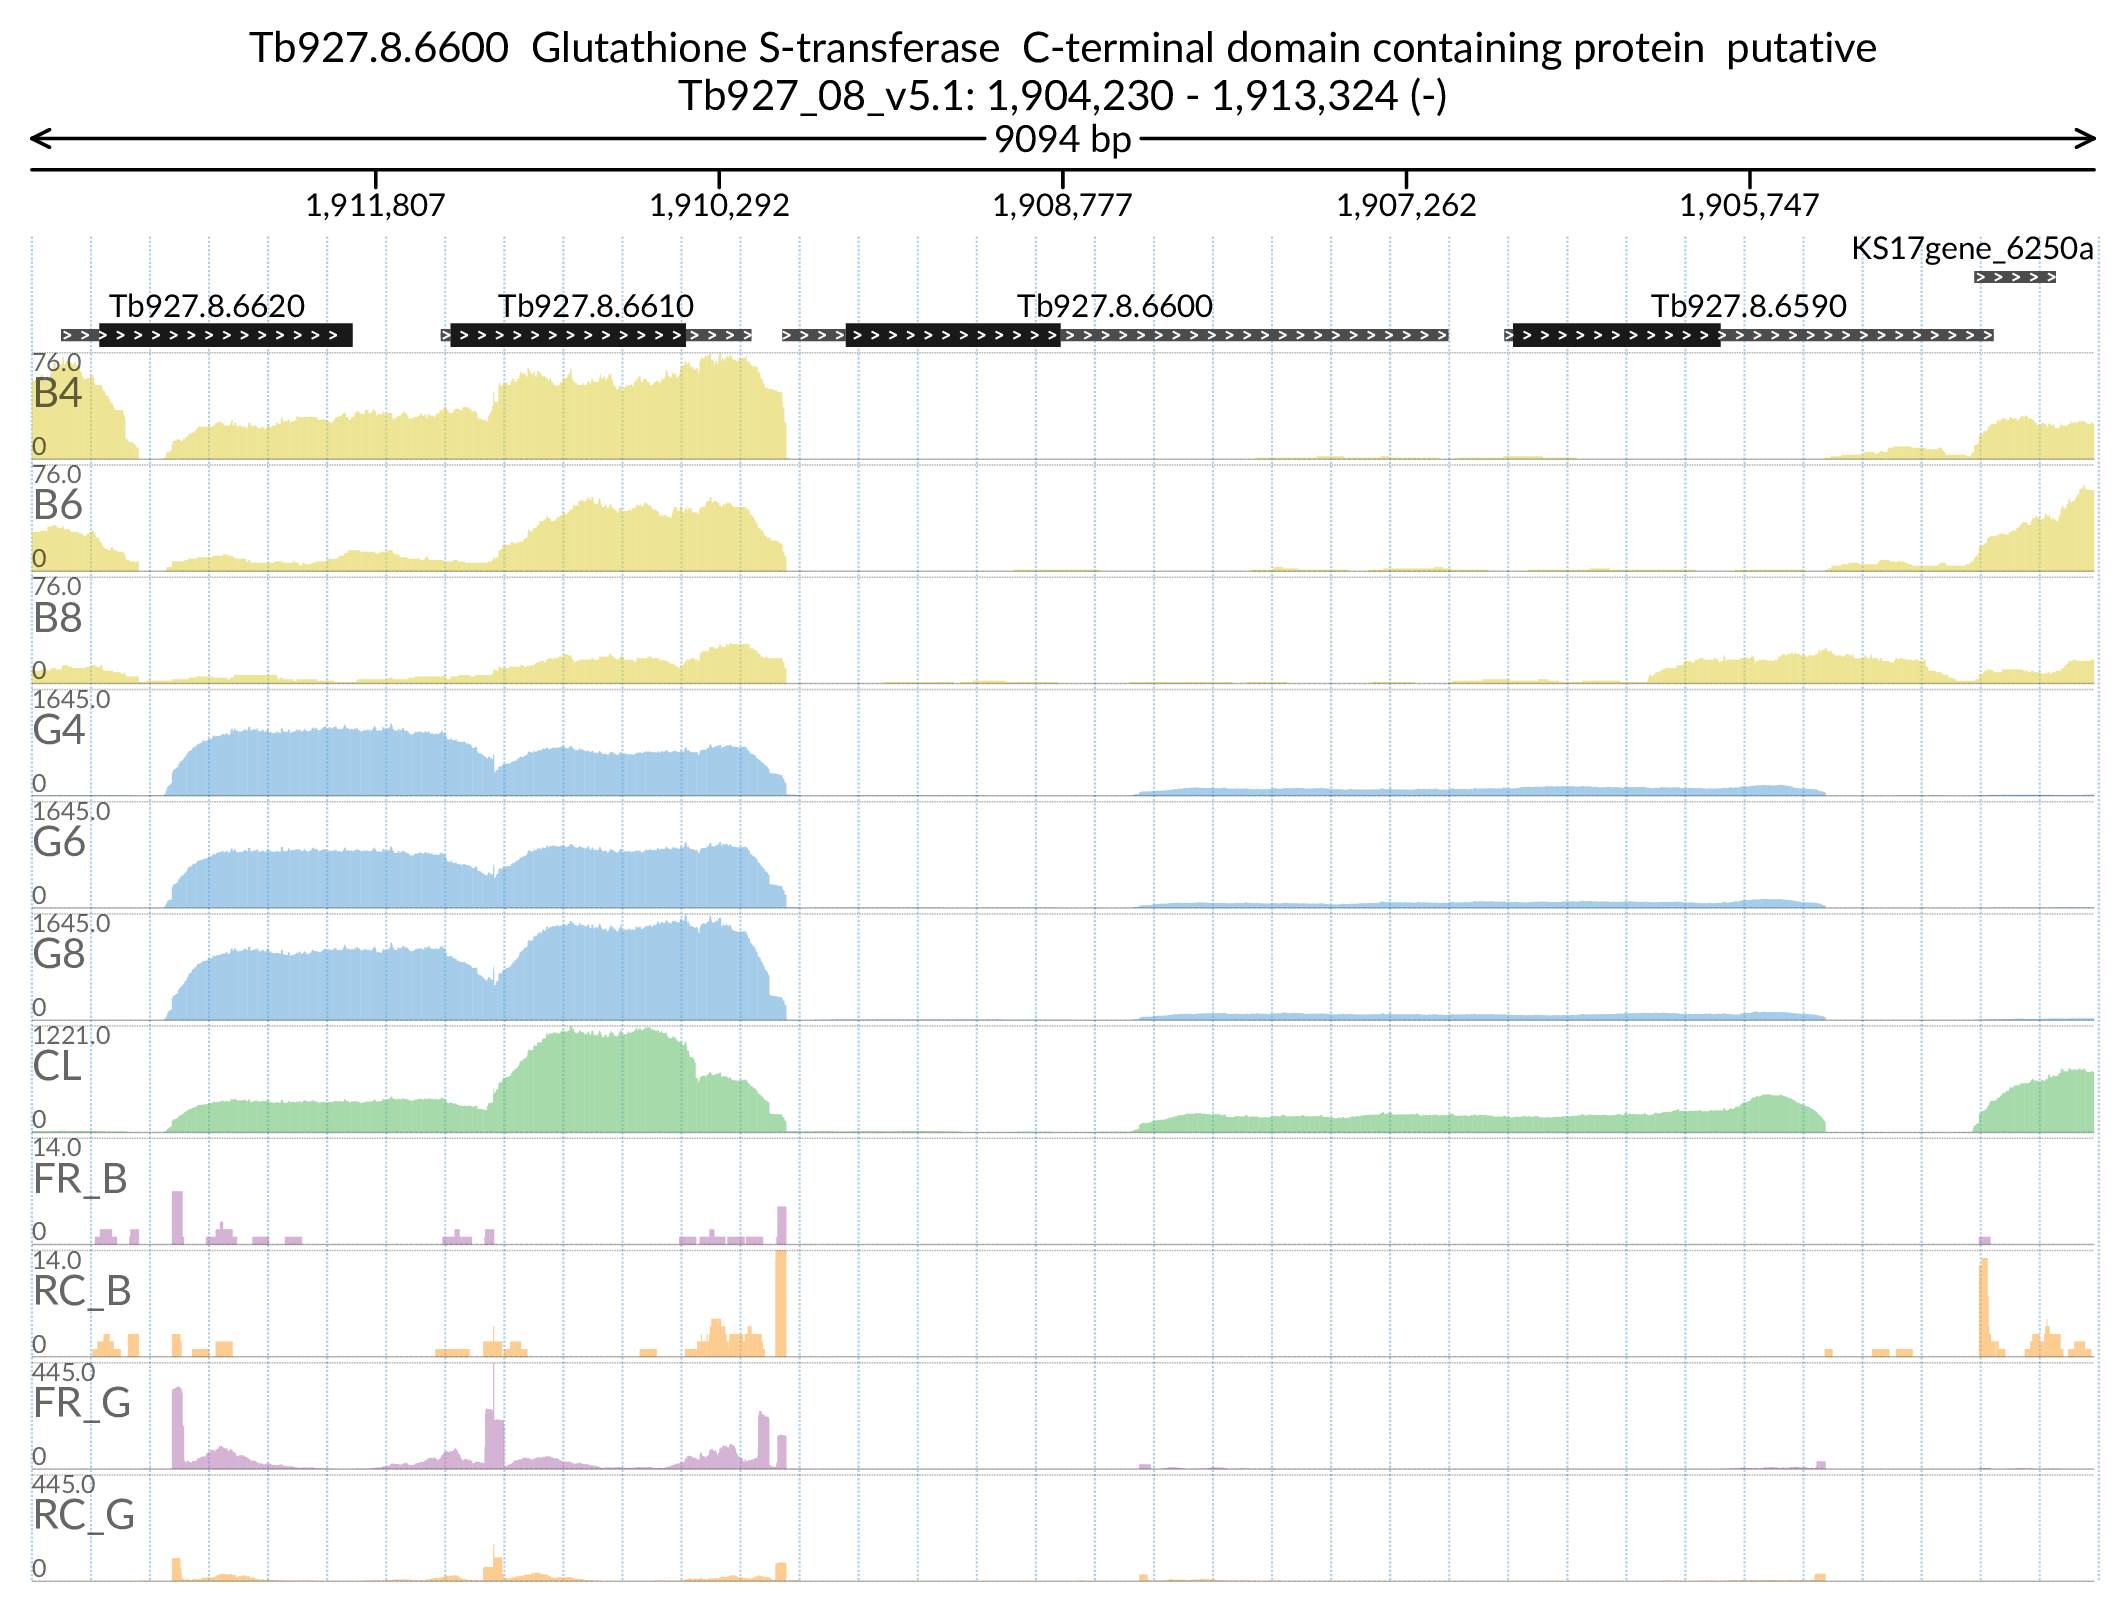 Tb927.8.6600  Glutathione S-transferase  C-terminal domain containing protein  putative
Tb927_08_v5.1: 1,904,230 - 1,913,324 (-)
9094 bp
1,911,807 1,910,292 1,908,777 1,907,262 1,905,747
KS17gene_6250a
Tb927.8.6620 Tb927.8.6610 Tb927.8.6600 Tb927.8.6590
76.0
B4
0
76.0
B6
0
76.0
B8
0
1645.0
G4
0
1645.0
G6
0
1645.0
G8
0
1221.0
CL
0
14.0
FR_B
0
14.0
RC_B
0
445.0
FR_G
0
445.0
RC_G
0